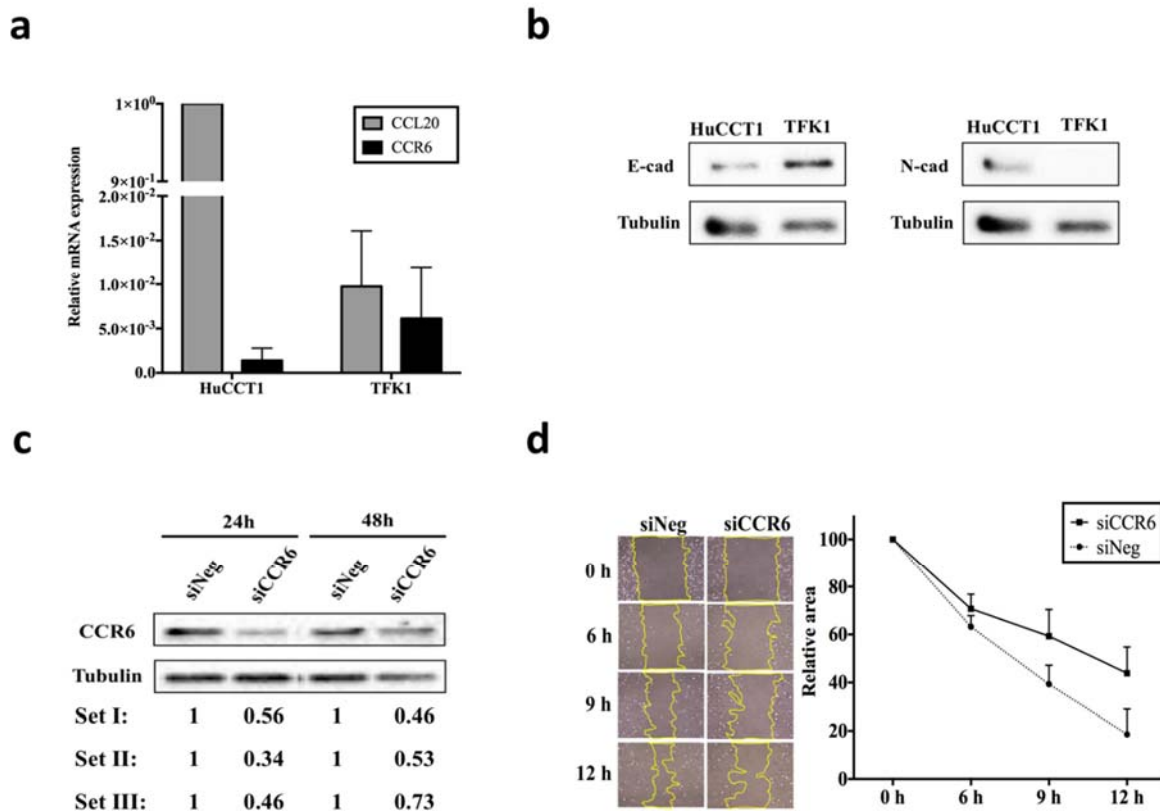 a
1×10⁰
9×10⁻¹
2.0×10⁻²
1.5×10⁻²
1.0×10⁻²
5.0×10⁻³
0.0
Relative mRNA expression
CCL20
CCR6
HuCCT1 TFK1
b
HuCCT1 TFK1
E-cad
Tubulin
HuCCT1 TFK1
N-cad
Tubulin
c
24h 48h
siNeg siCCR6 siNeg siCCR6
CCR6
Tubulin
Set I: 1 0.56 1 0.46
Set II: 1 0.34 1 0.53
Set III: 1 0.46 1 0.73
d
siNeg siCCR6
0 h
6 h
9 h
12 h
siCCR6
siNeg
100
80
60
40
20
0
Relative area
0 h 6 h 9 h 12 h